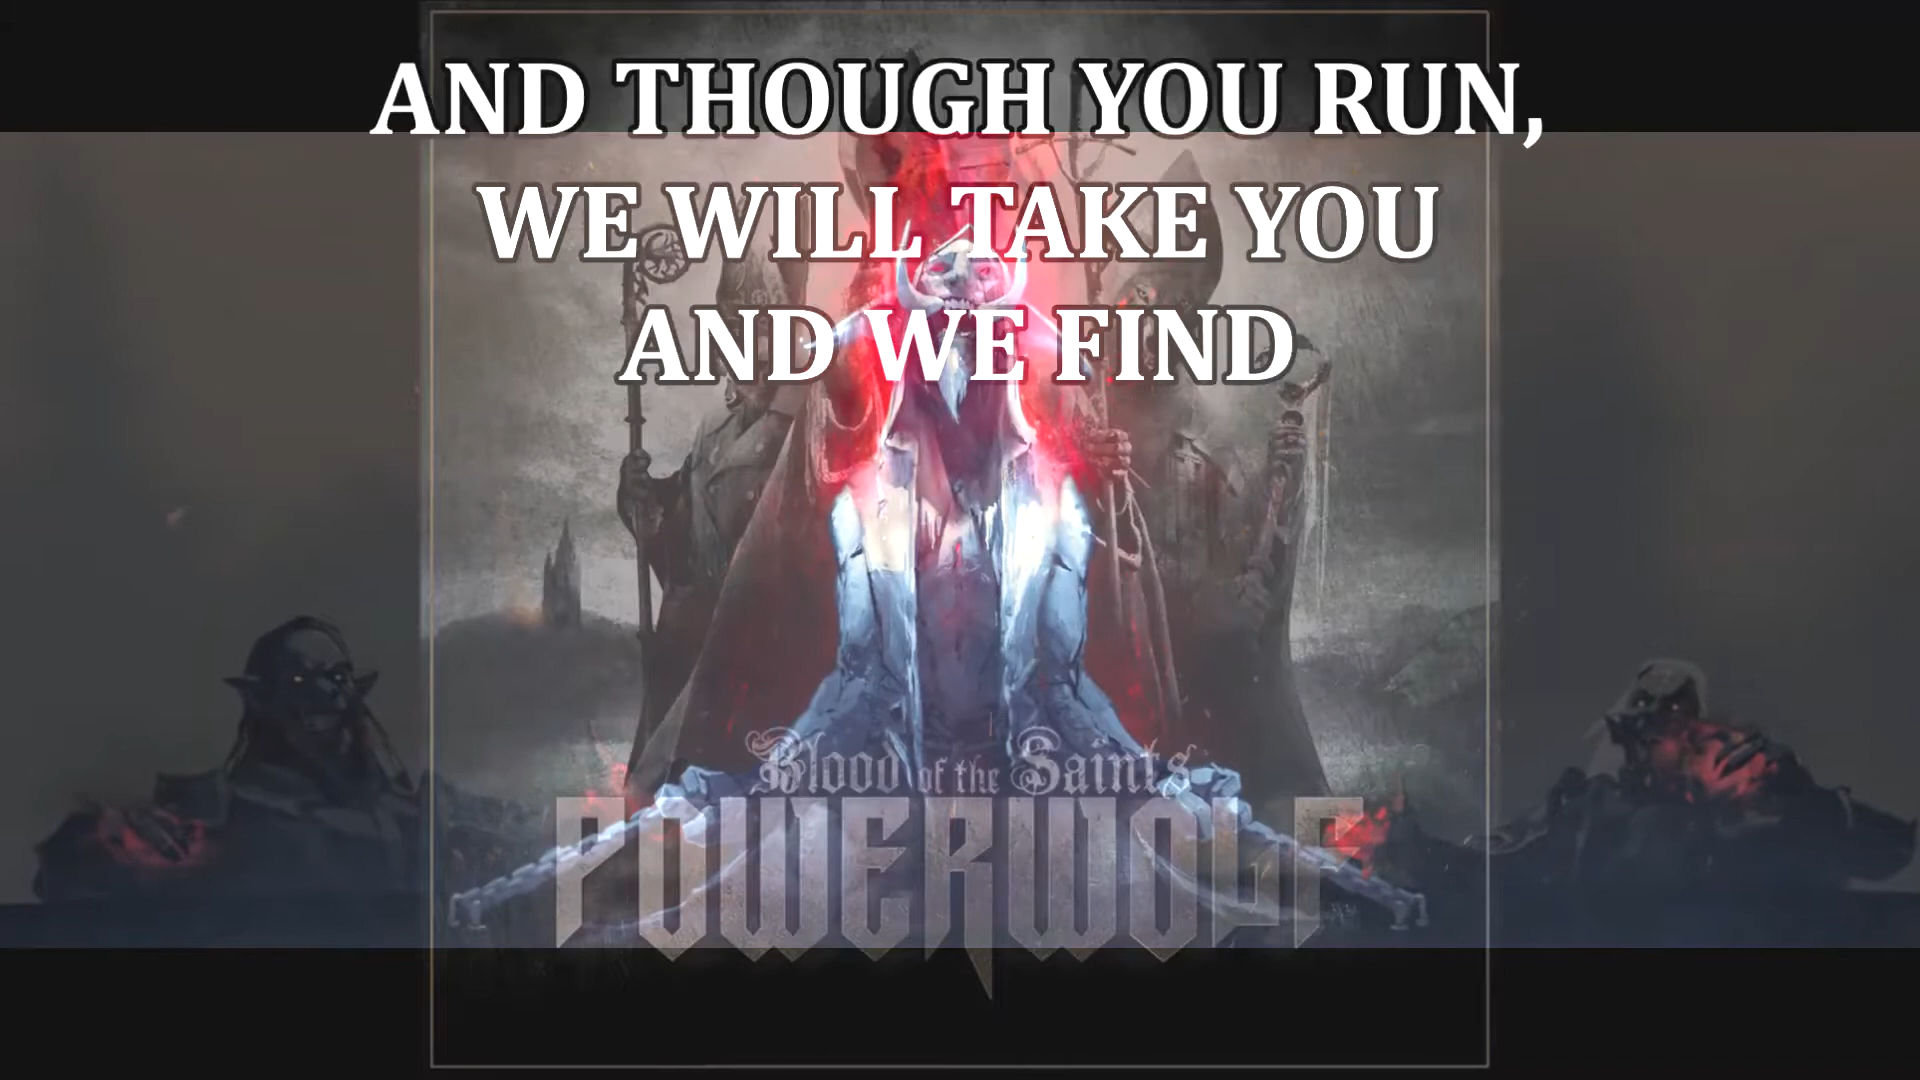 AND THOUGH YOU RUN,
WE WILL TAKE YOU
AND WE FIND
Blood of the Saints
POWERWOLF